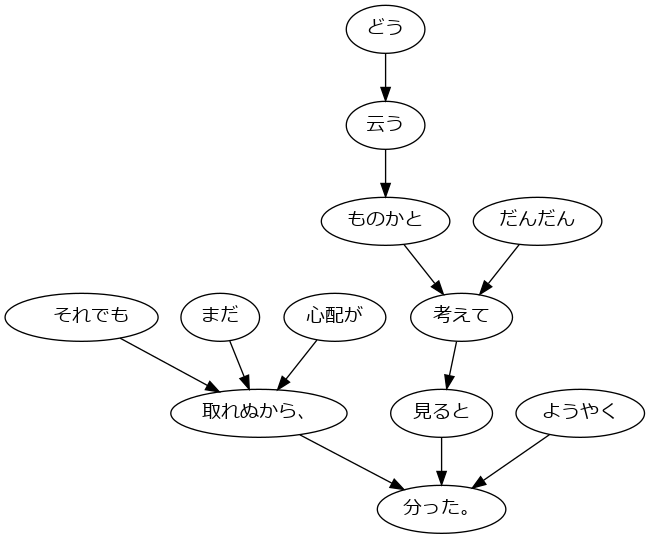 どう
云う
ものかと
だんだん
それでも
まだ
心配が
考えて
取れぬから、
見ると
ようやく
分った。